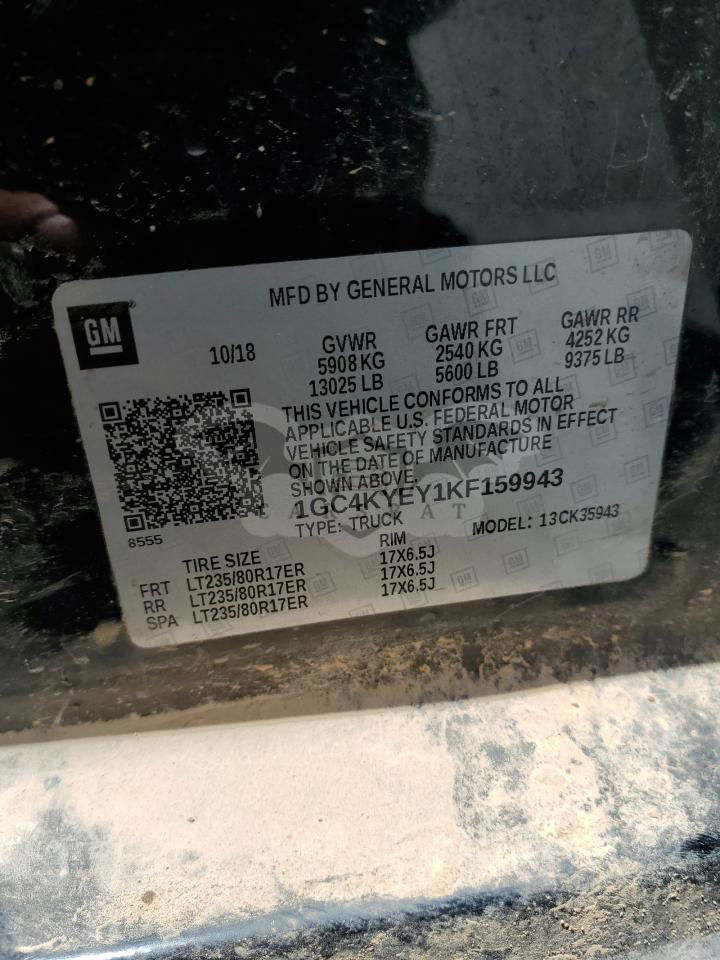 MFD BY GENERAL MOTORS LLC
GM
10/18
GVWR
5908 KG
13025 LB
GAWR FRT
2540 KG
5600 LB
GAWR RR
4252 KG
9375 LB
THIS VEHICLE CONFORMS TO ALL
APPLICABLE U.S. FEDERAL MOTOR
VEHICLE SAFETY STANDARDS IN EFFECT
ON THE DATE OF MANUFACTURE
SHOWN ABOVE.
1GC4KYEY1KF159943
TYPE: TRUCK
MODEL: 13CK35943
8555
TIRE SIZE RIM
FRT LT235/80R17ER 17X6.5J
RR LT235/80R17ER 17X6.5J
SPA LT235/80R17ER 17X6.5J